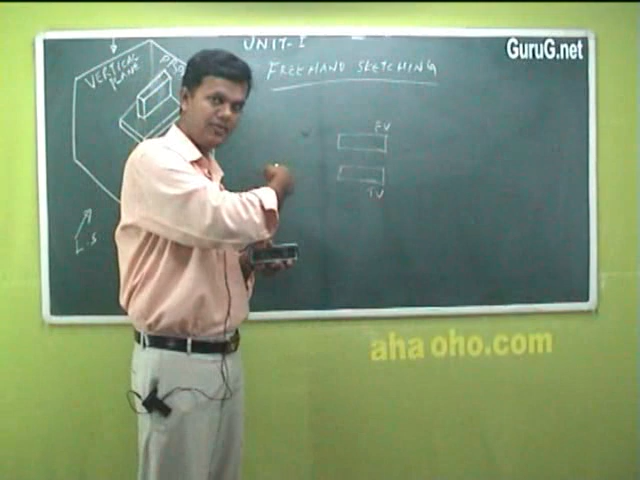 UNIT-I
GuruG.net
FREEHAND SKETCHING
VERTICAL
PLANE
FV
TV
L.S
aha oho.com